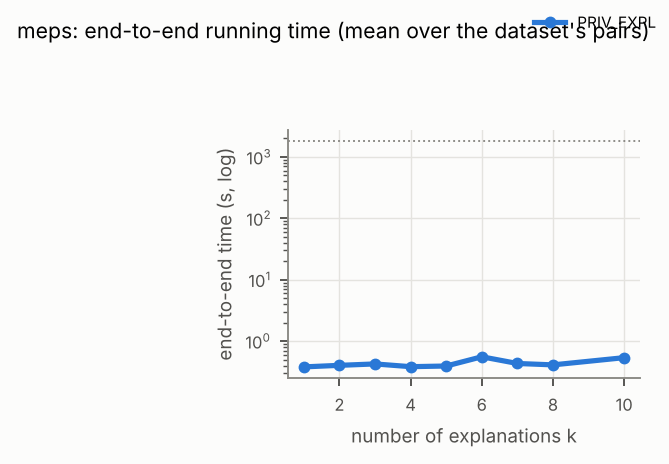 PRIV_EXPL
meps: end-to-end running time (mean over the dataset's pairs)
end-to-end time (s, log)
10³
10²
10¹
10⁰
2 4 6 8 10
number of explanations k